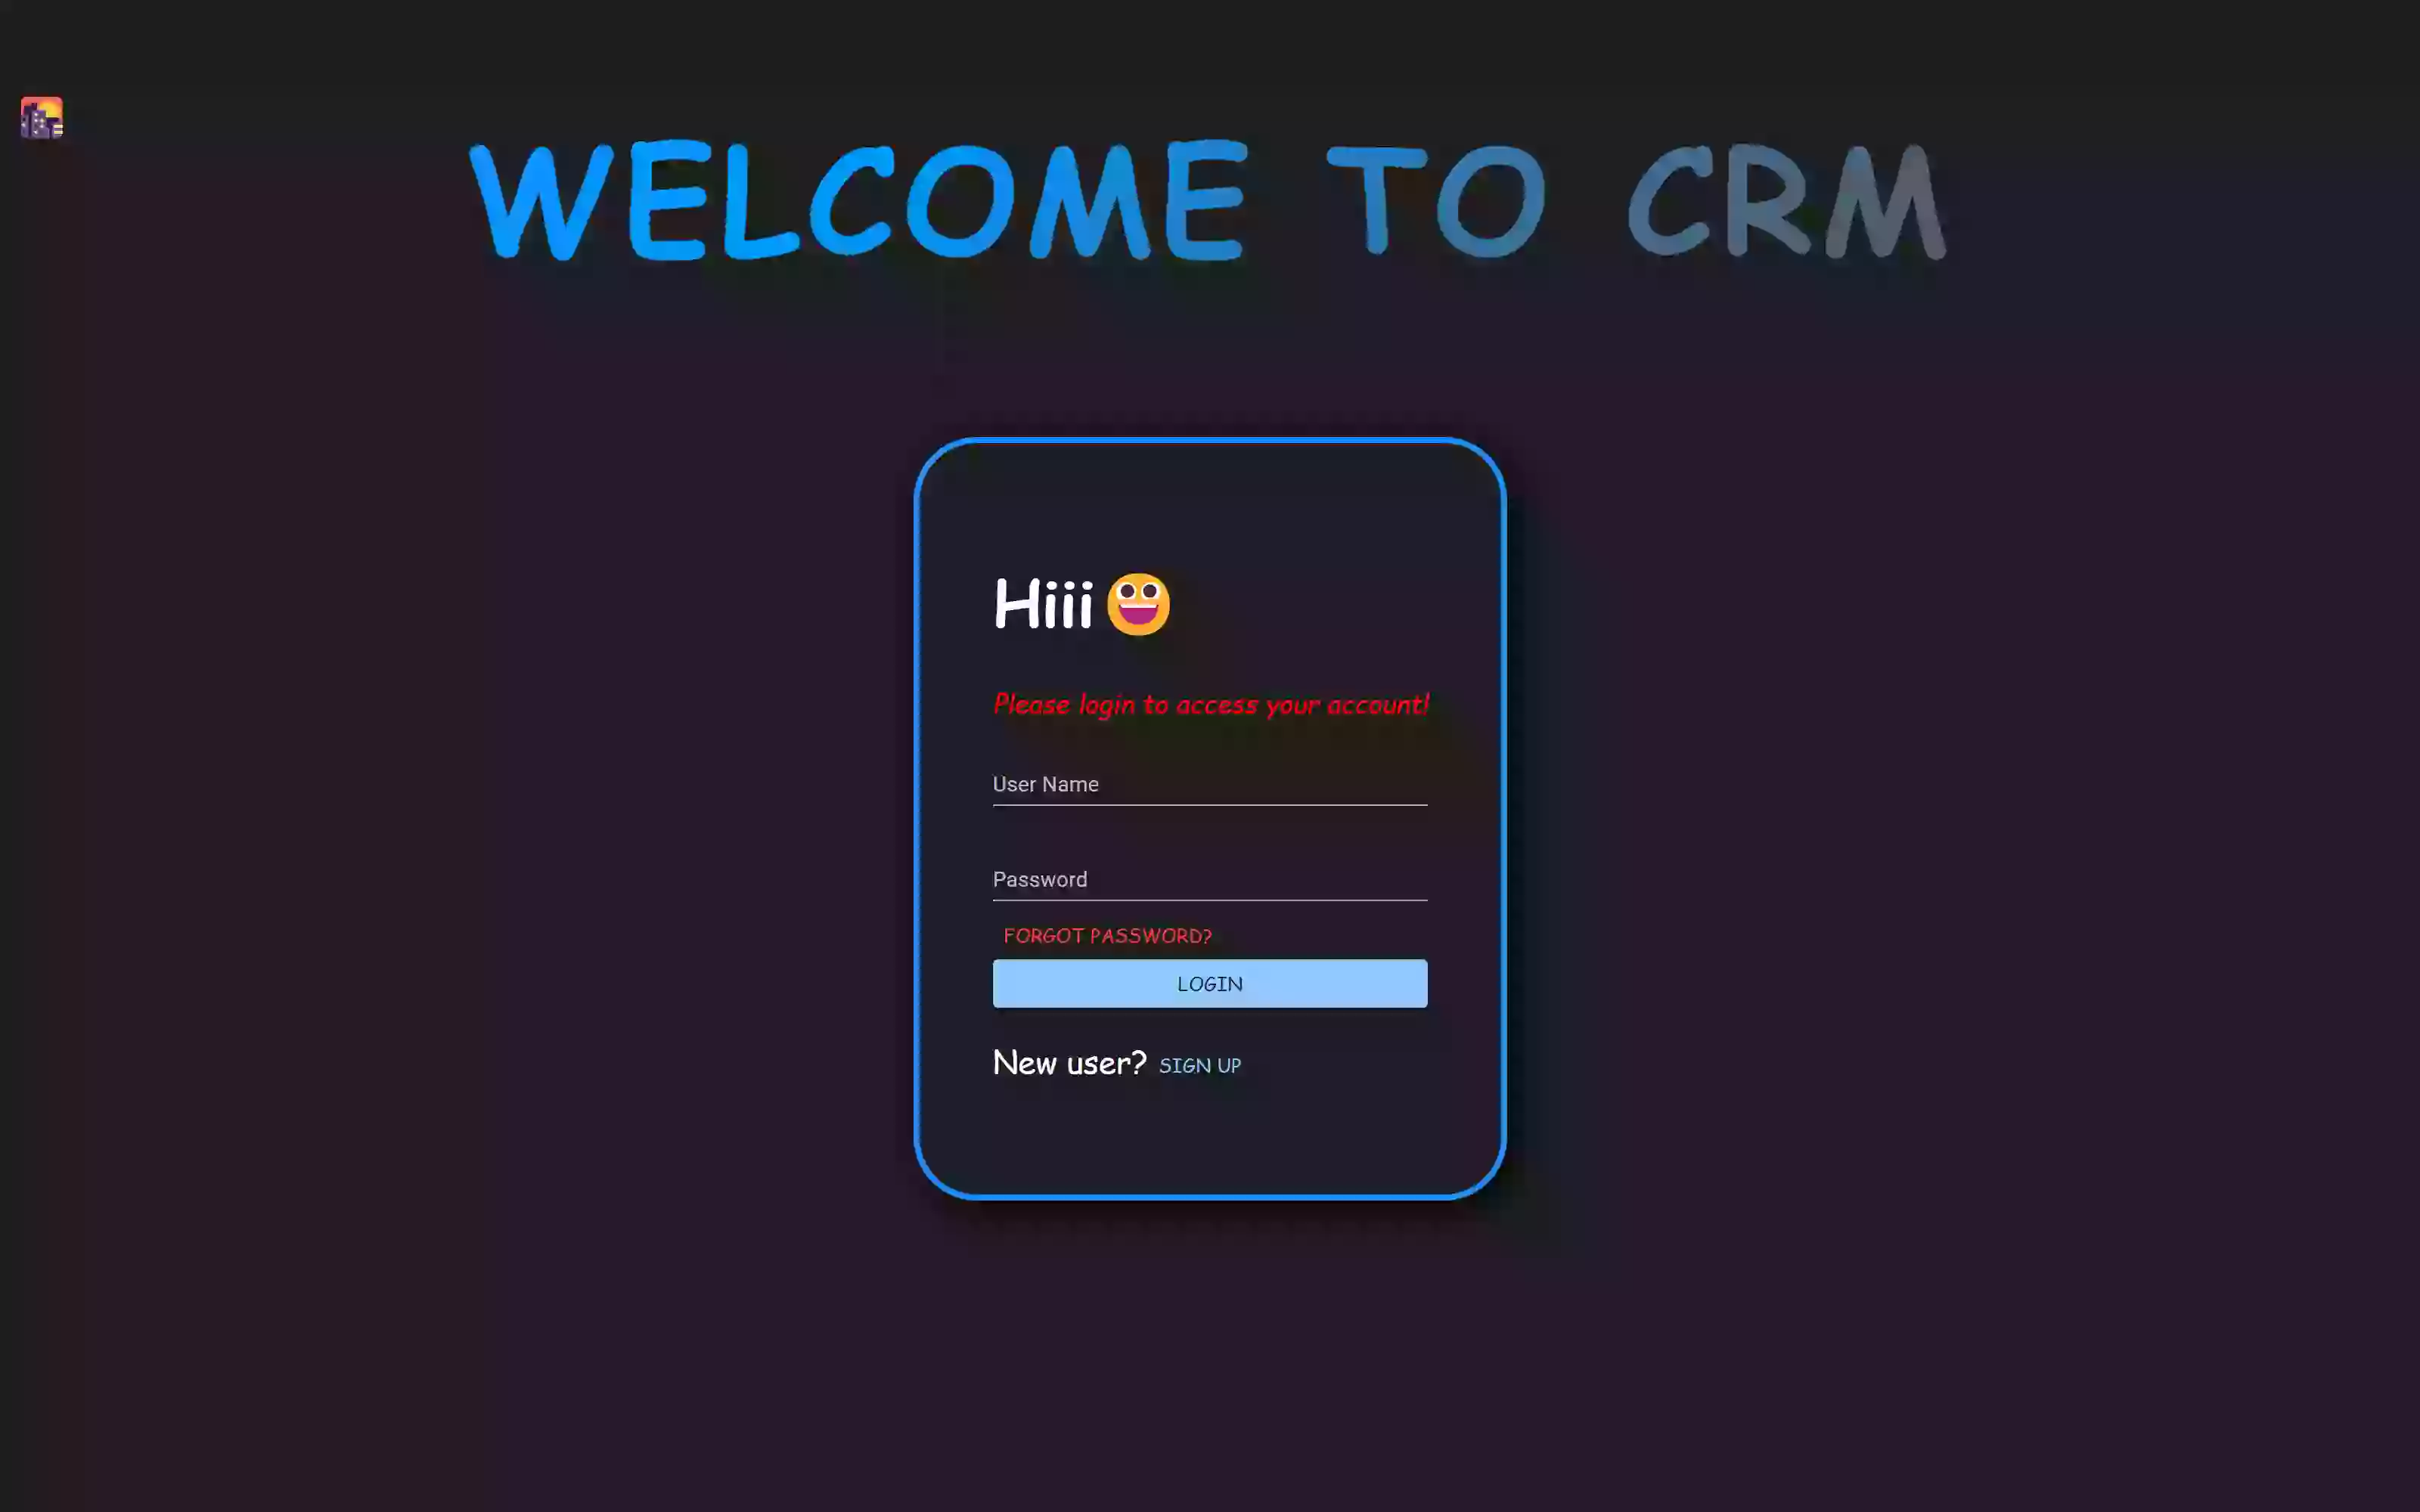 WELCOME TO CRM
Hiii
Please login to access your account!
User Name
Password
FORGOT PASSWORD?
LOGIN
New user? SIGN UP